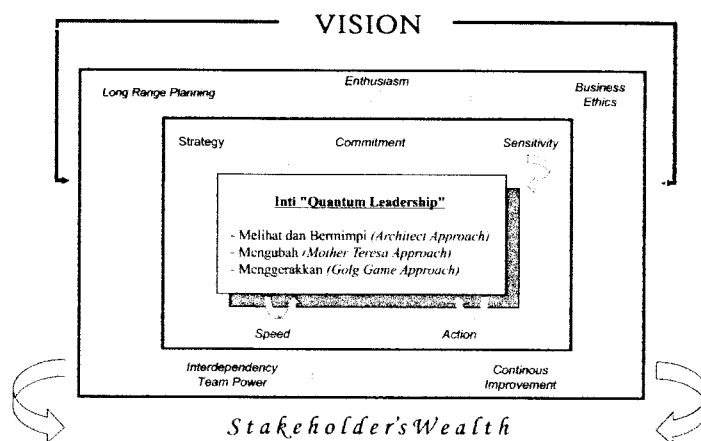 VISION
Enthusiasm
Long Range Planning
Business
Ethics
Strategy
Commitment
Sensitivity
Inti "Quantum Leadership"
- Melihat dan Bermimpi (Architect Approach)
- Mengubah (Mother Teresa Approach)
- Menggerakkan (Golg Game Approach)
Speed
Action
Interdependency
Team Power
Continous
Improvement
Stakeholder's Wealth